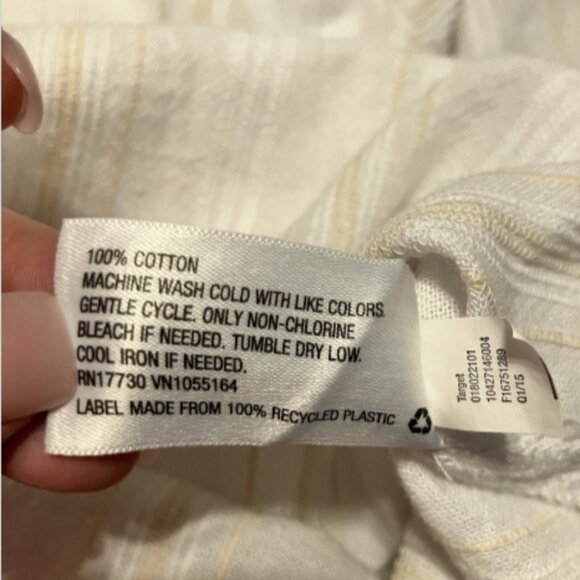 100% COTTON
MACHINE WASH COLD WITH LIKE COLORS.
GENTLE CYCLE. ONLY NON-CHLORINE
BLEACH IF NEEDED. TUMBLE DRY LOW.
COOL IRON IF NEEDED.
RN17730 VN1055164
LABEL MADE FROM 100% RECYCLED PLASTIC
Target
018022101
10427146004
F16751289
01/15